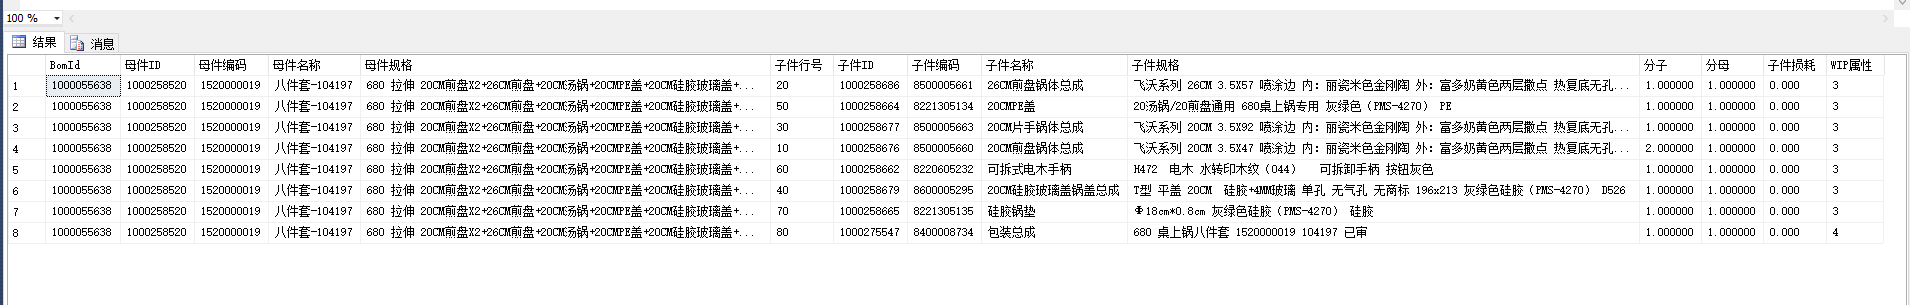 100 %
结果 消息
BomId 母件ID 母件编码 母件名称 母件规格 子件行号 子件ID 子件编码 子件名称 子件规格 分子 分母 子件损耗 WIP属性
1 1000055638 1000258520 1520000019 八件套-104197 680 拉伸 20CM煎盘X2+26CM煎盘+20CM汤锅+20CMPE盖+20CM硅胶玻璃盖+... 20 1000258686 8500005661 26CM煎盘锅体总成 飞沃系列 26CM 3.5X57 喷涂边 内: 丽瓷米色金刚陶 外: 富多奶黄色两层撒点 热复底无孔... 1.000000 1.000000 0.000 3
2 1000055638 1000258520 1520000019 八件套-104197 680 拉伸 20CM煎盘X2+26CM煎盘+20CM汤锅+20CMPE盖+20CM硅胶玻璃盖+... 50 1000258664 8221305134 20CMPE盖 20汤锅/20煎盘通用 680桌上锅专用 灰绿色（PMS-4270） PE 1.000000 1.000000 0.000 3
3 1000055638 1000258520 1520000019 八件套-104197 680 拉伸 20CM煎盘X2+26CM煎盘+20CM汤锅+20CMPE盖+20CM硅胶玻璃盖+... 30 1000258677 8500005663 20CM片手锅体总成 飞沃系列 20CM 3.5X92 喷涂边 内: 丽瓷米色金刚陶 外: 富多奶黄色两层撒点 热复底无孔... 1.000000 1.000000 0.000 3
4 1000055638 1000258520 1520000019 八件套-104197 680 拉伸 20CM煎盘X2+26CM煎盘+20CM汤锅+20CMPE盖+20CM硅胶玻璃盖+... 10 1000258676 8500005660 20CM煎盘锅体总成 飞沃系列 20CM 3.5X47 喷涂边 内: 丽瓷米色金刚陶 外: 富多奶黄色两层撒点 热复底无孔... 2.000000 1.000000 0.000 3
5 1000055638 1000258520 1520000019 八件套-104197 680 拉伸 20CM煎盘X2+26CM煎盘+20CM汤锅+20CMPE盖+20CM硅胶玻璃盖+... 60 1000258662 8220605232 可拆式电木手柄 H472 电木 水转印木纹（044） 可拆卸手柄 按钮灰色 1.000000 1.000000 0.000 3
6 1000055638 1000258520 1520000019 八件套-104197 680 拉伸 20CM煎盘X2+26CM煎盘+20CM汤锅+20CMPE盖+20CM硅胶玻璃盖+... 40 1000258679 8600005295 20CM硅胶玻璃盖锅盖总成 T型 平盖 20CM 硅胶+4MM玻璃 单孔 无气孔 无商标 196x213 灰绿色硅胶（PMS-4270） D526 1.000000 1.000000 0.000 3
7 1000055638 1000258520 1520000019 八件套-104197 680 拉伸 20CM煎盘X2+26CM煎盘+20CM汤锅+20CMPE盖+20CM硅胶玻璃盖+... 70 1000258665 8221305135 硅胶锅垫 Φ18cm*0.8cm 灰绿色硅胶（PMS-4270） 硅胶 1.000000 1.000000 0.000 3
8 1000055638 1000258520 1520000019 八件套-104197 680 拉伸 20CM煎盘X2+26CM煎盘+20CM汤锅+20CMPE盖+20CM硅胶玻璃盖+... 80 1000275547 8400008734 包装总成 680 桌上锅八件套 1520000019 104197 已审 1.000000 1.000000 0.000 4